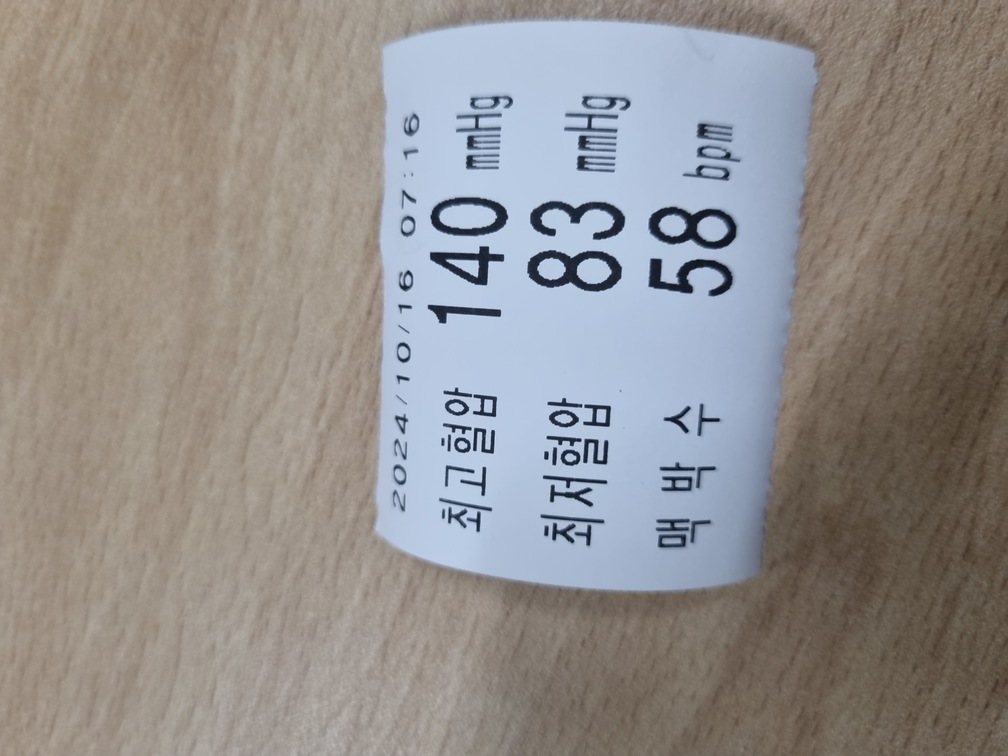 2024/10/16 07:16
최고혈압 140 mmHg
최저혈압 83 mmHg
맥 박 수 58 bpm